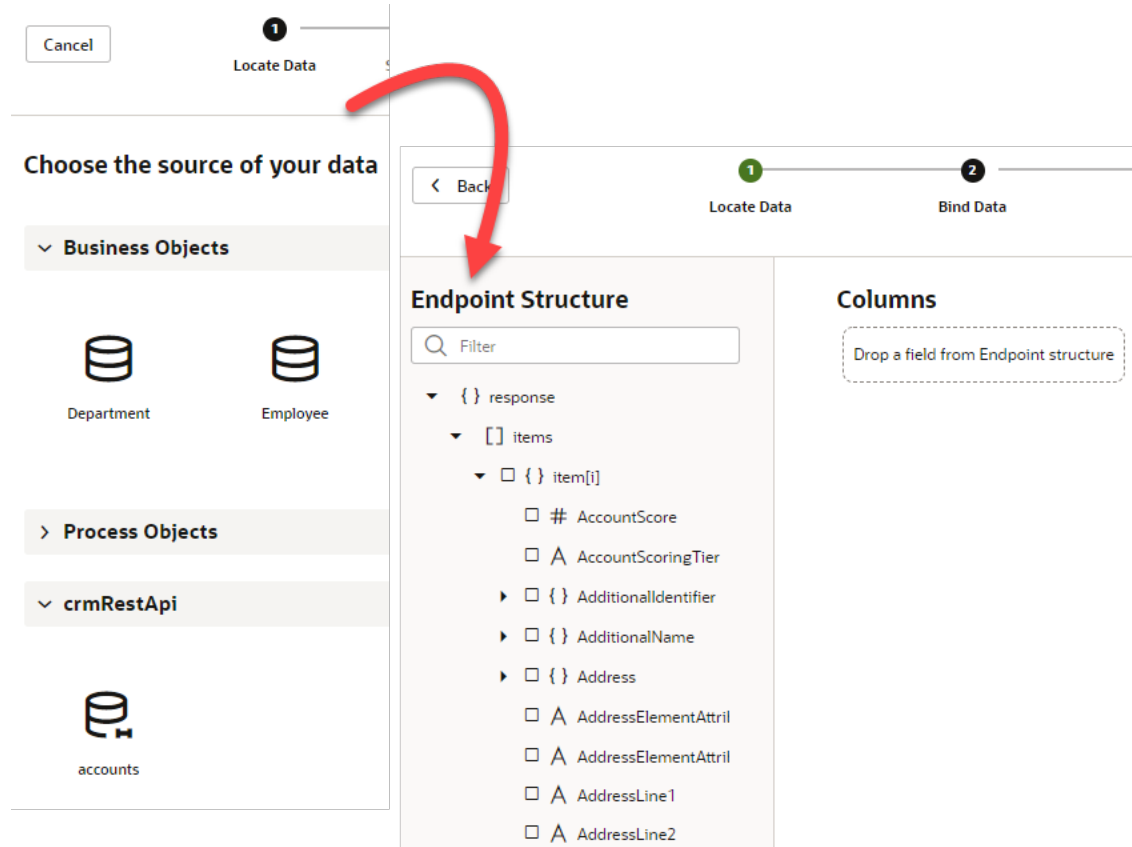 Cancel
1
Locate Data
Choose the source of your data
Business Objects
Department
Employee
Process Objects
crmRestApi
accounts
Back
1
2
Locate Data
Bind Data
Endpoint Structure
Filter
{ } response
[ ] items
{ } item[i]
# AccountScore
A AccountScoringTier
{ } AdditionalIdentifier
{ } AdditionalName
{ } Address
A AddressElementAttril
A AddressElementAttril
A AddressLine1
A AddressLine2
Columns
Drop a field from Endpoint structure